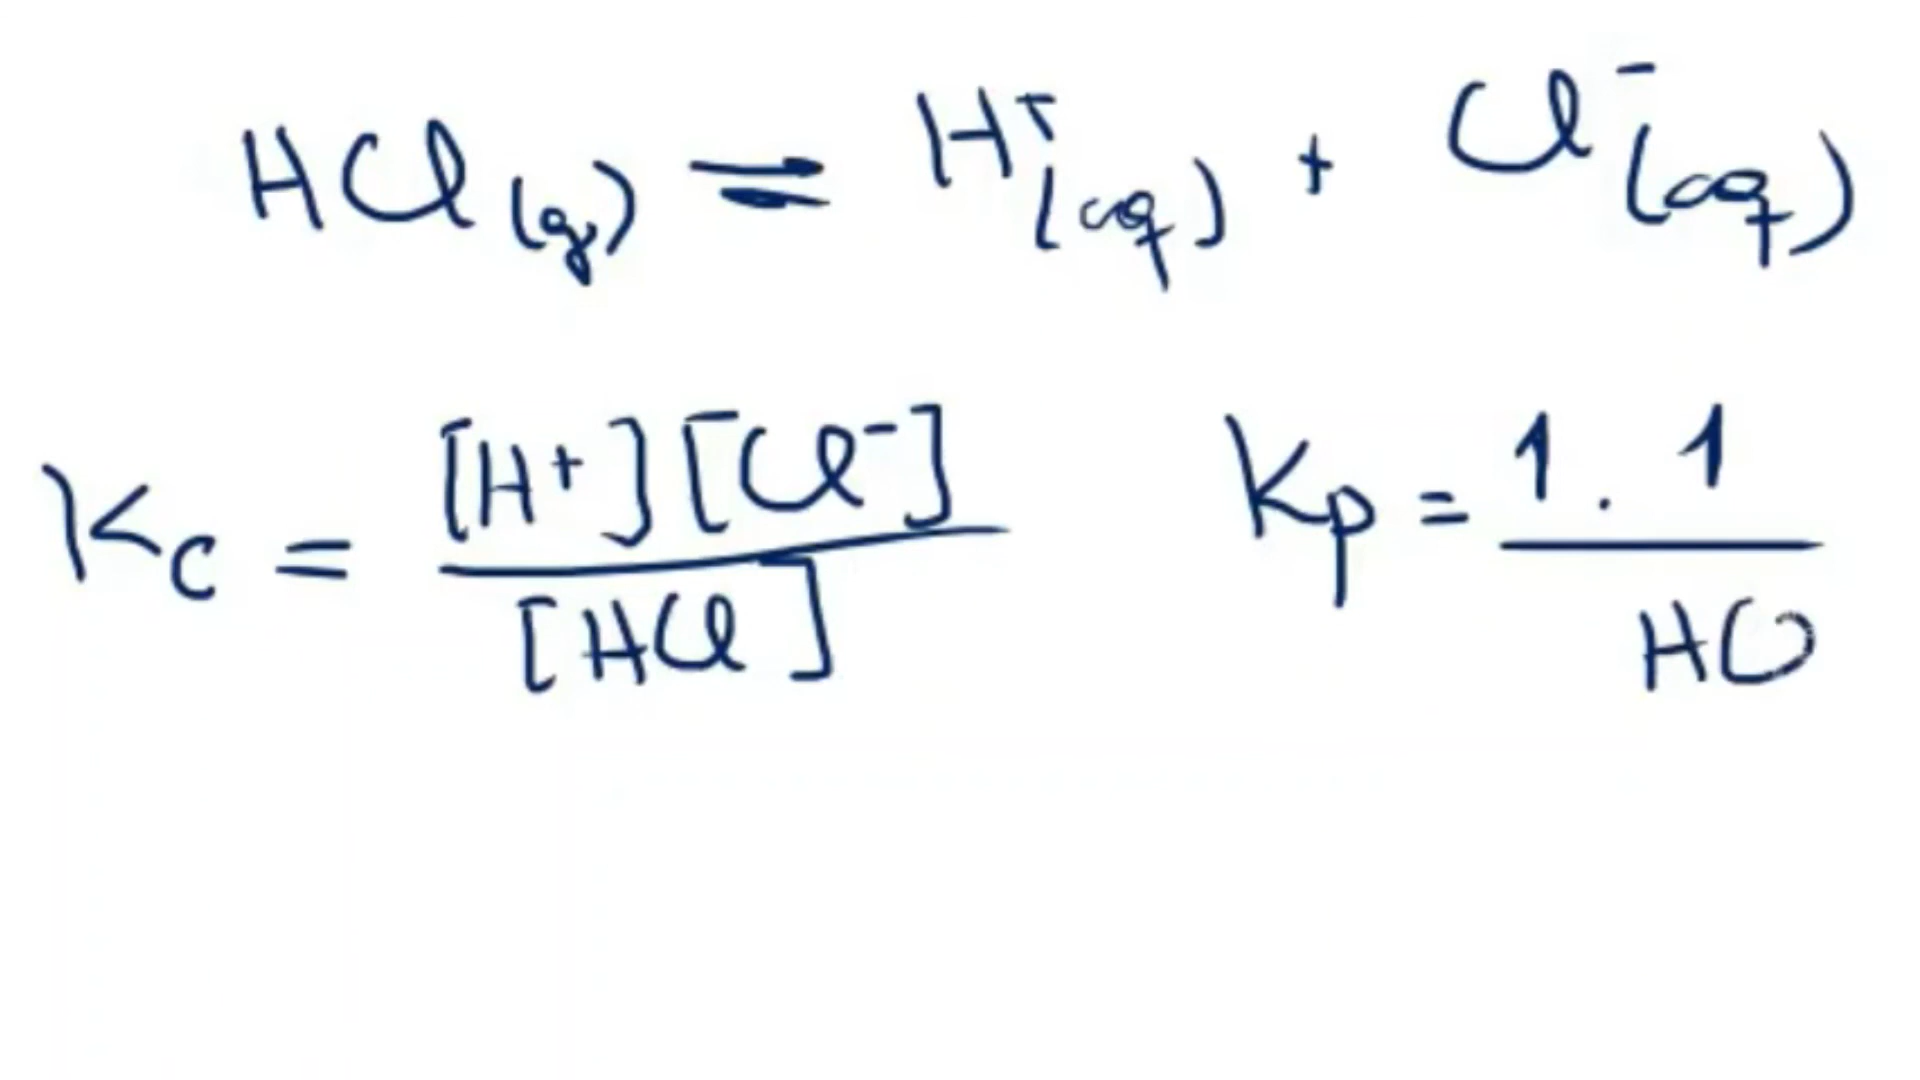 HCl(g) ⇌ H+(aq) + Cl-(aq)
Kc = [H+][Cl-] / [HCl]    Kp = 1 . 1 / HCl